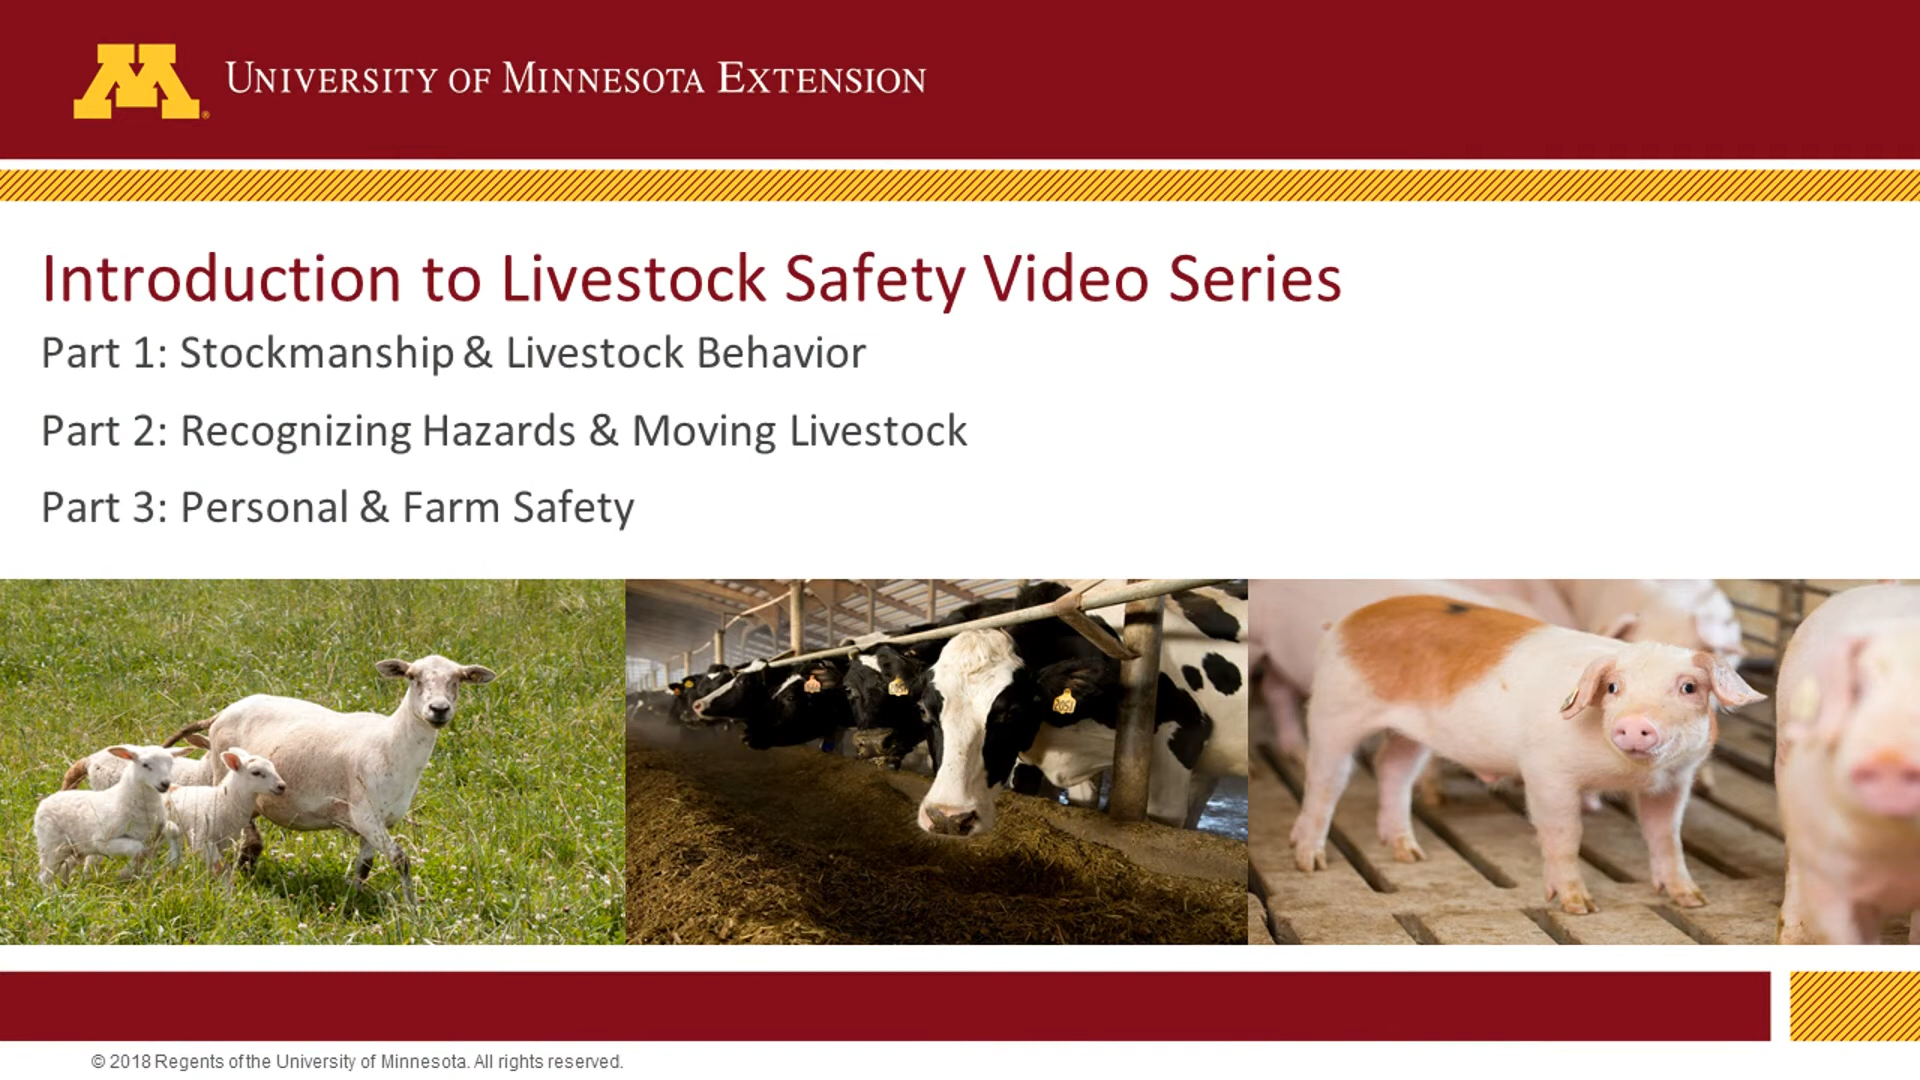 M
UNIVERSITY OF MINNESOTA EXTENSION
Introduction to Livestock Safety Video Series
Part 1: Stockmanship & Livestock Behavior
Part 2: Recognizing Hazards & Moving Livestock
Part 3: Personal & Farm Safety
2051
© 2018 Regents of the University of Minnesota. All rights reserved.